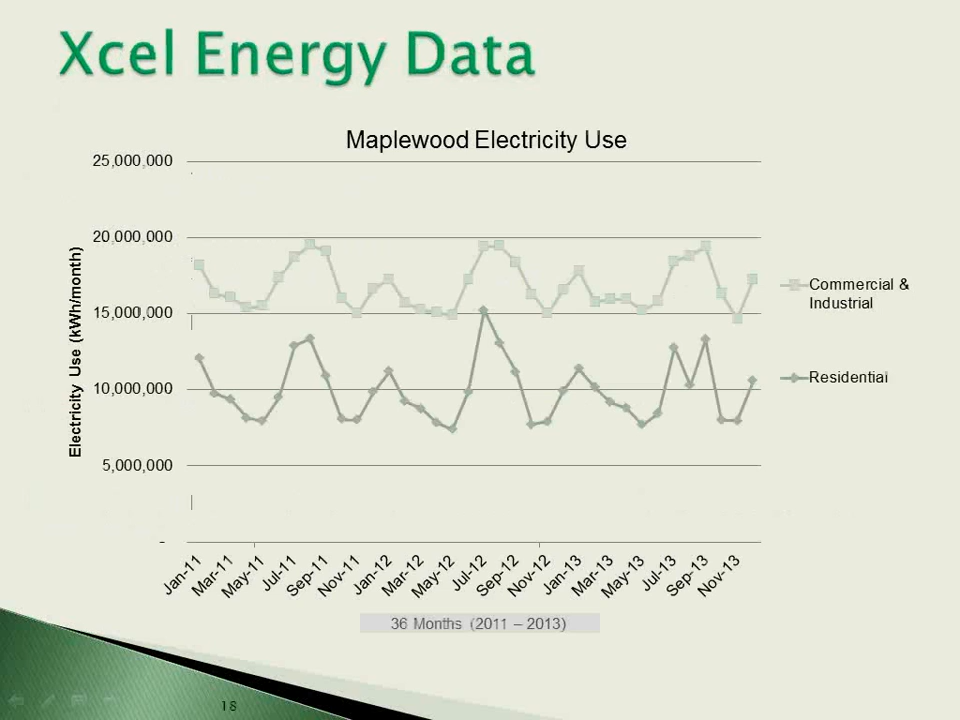 Xcel Energy Data
Maplewood Electricity Use
25,000,000
20,000,000
15,000,000
10,000,000
5,000,000
-
Electricity Use (kWh/month)
Jan-11
Mar-11
May-11
Jul-11
Sep-11
Nov-11
Jan-12
Mar-12
May-12
Jul-12
Sep-12
Nov-12
Jan-13
Mar-13
May-13
Jul-13
Sep-13
Nov-13
Commercial &
Industrial
Residential
36 Months (2011 – 2013)
18